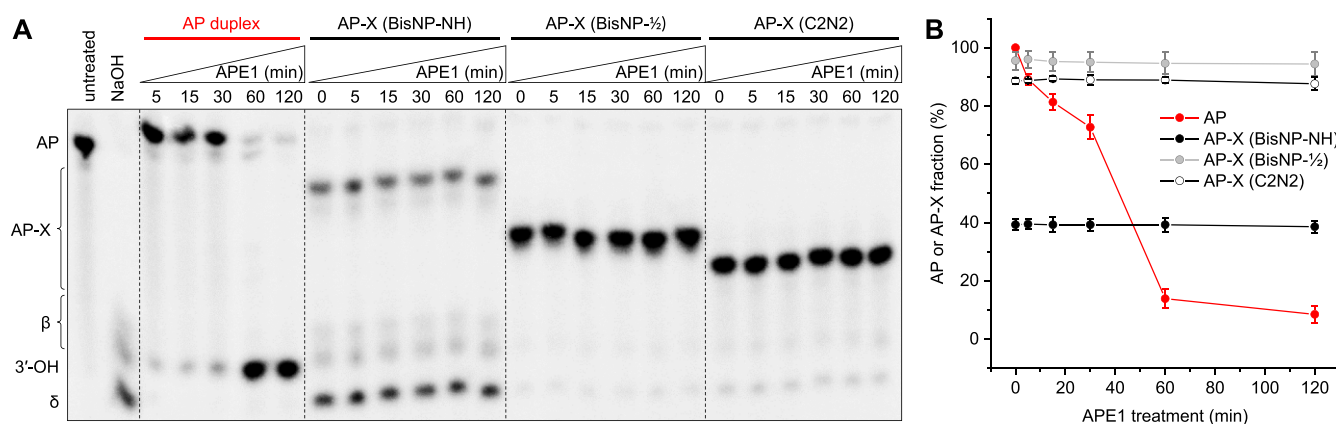 A
untreated
NaOH
AP duplex
AP-X (BisNP-NH)
AP-X (BisNP-½)
AP-X (C2N2)
APE1 (min)
APE1 (min)
APE1 (min)
APE1 (min)
5 15 30 60 120
0 5 15 30 60 120
0 5 15 30 60 120
0 5 15 30 60 120
AP
AP-X
β
3′-OH
δ
B
AP or AP-X fraction (%)
100
80
60
40
20
0
AP
AP-X (BisNP-NH)
AP-X (BisNP-½)
AP-X (C2N2)
0 20 40 60 80 100 120
APE1 treatment (min)